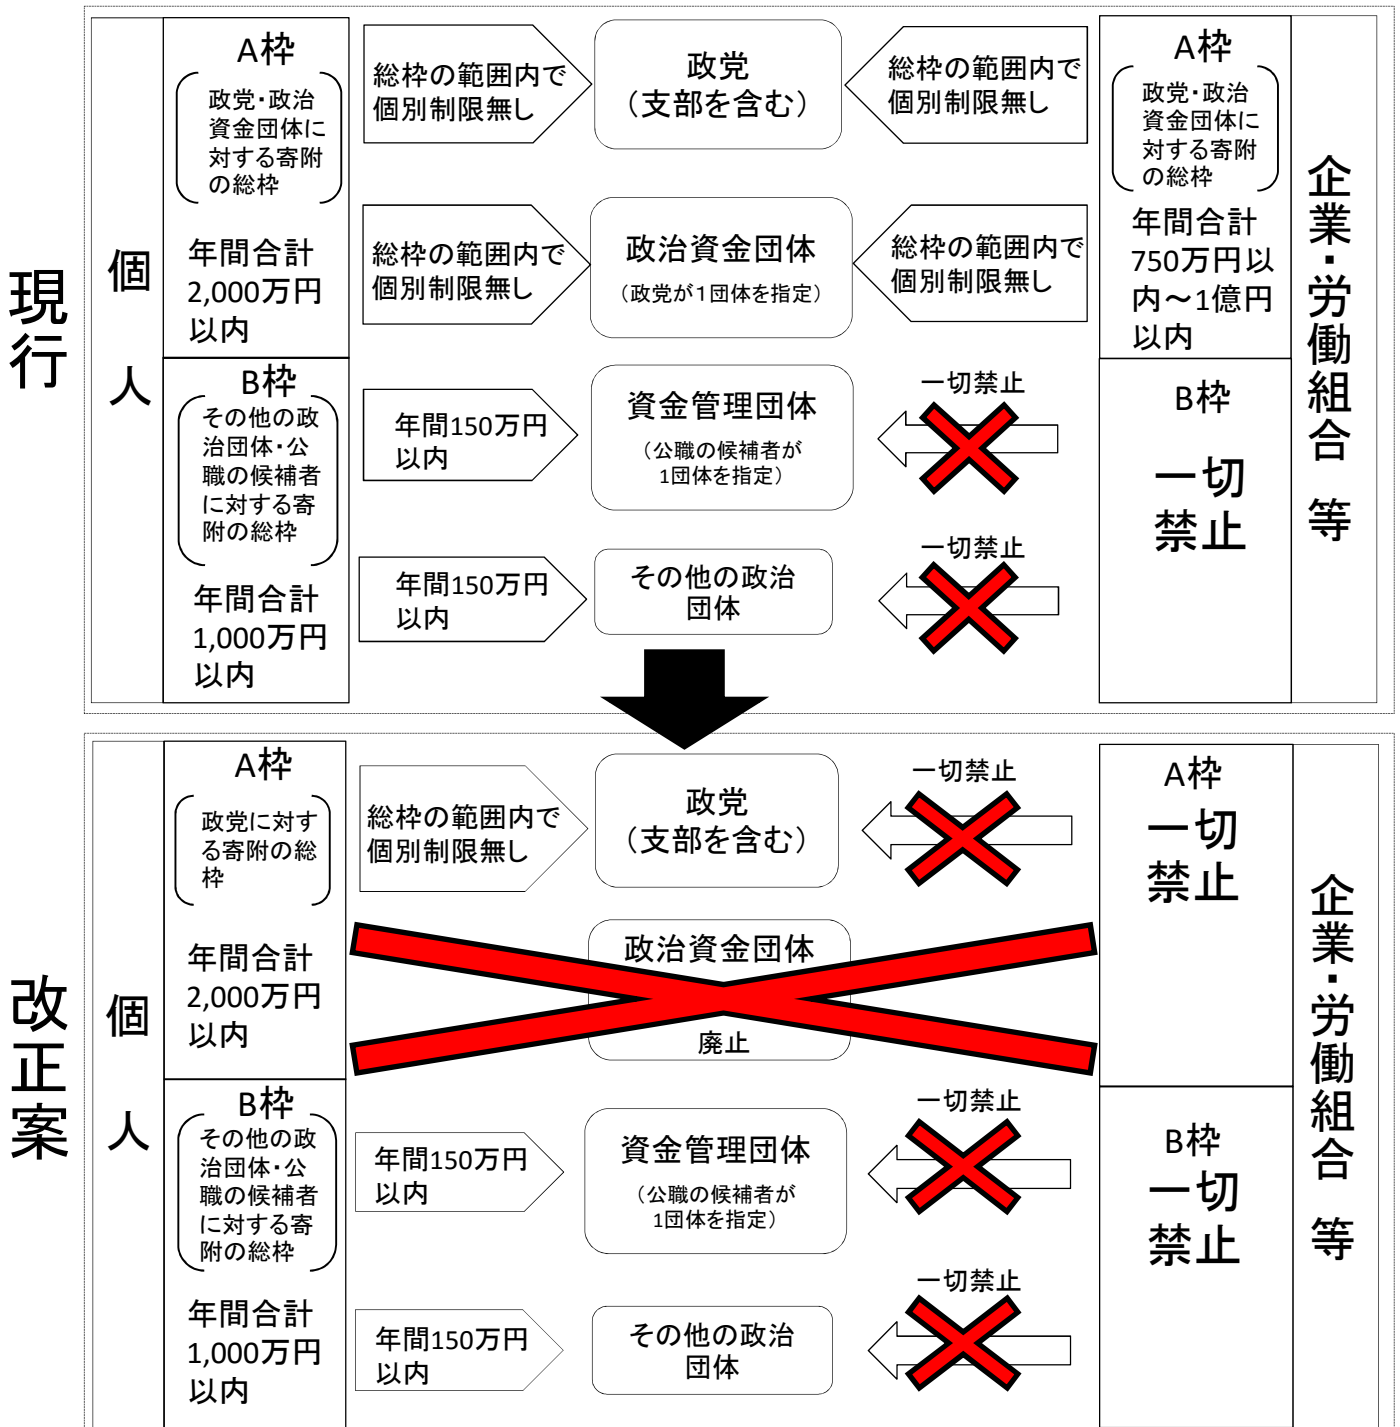 現行
個人
A枠
政党・政治
資金団体に
対する寄附
の総枠
年間合計
2,000万円
以内
B枠
その他の政
治団体・公
職の候補者
に対する寄
附の総枠
年間合計
1,000万円
以内
総枠の範囲内で
個別制限無し
政党
(支部を含む)
総枠の範囲内で
個別制限無し
総枠の範囲内で
個別制限無し
政治資金団体
(政党が1団体を指定)
総枠の範囲内で
個別制限無し
年間150万円
以内
資金管理団体
(公職の候補者が
1団体を指定)
一切禁止
年間150万円
以内
その他の政治
団体
一切禁止
A枠
政党・政治
資金団体に
対する寄附
の総枠
年間合計
750万円以
内～1億円
以内
B枠
一切
禁止
企業・労働組合 等
改正案
個人
A枠
政党に対す
る寄附の総
枠
年間合計
2,000万円
以内
B枠
その他の政
治団体・公
職の候補者
に対する寄
附の総枠
年間合計
1,000万円
以内
総枠の範囲内で
個別制限無し
政党
(支部を含む)
一切禁止
政治資金団体
廃止
年間150万円
以内
資金管理団体
(公職の候補者が
1団体を指定)
一切禁止
年間150万円
以内
その他の政治
団体
一切禁止
A枠
一切
禁止
B枠
一切
禁止
企業・労働組合 等